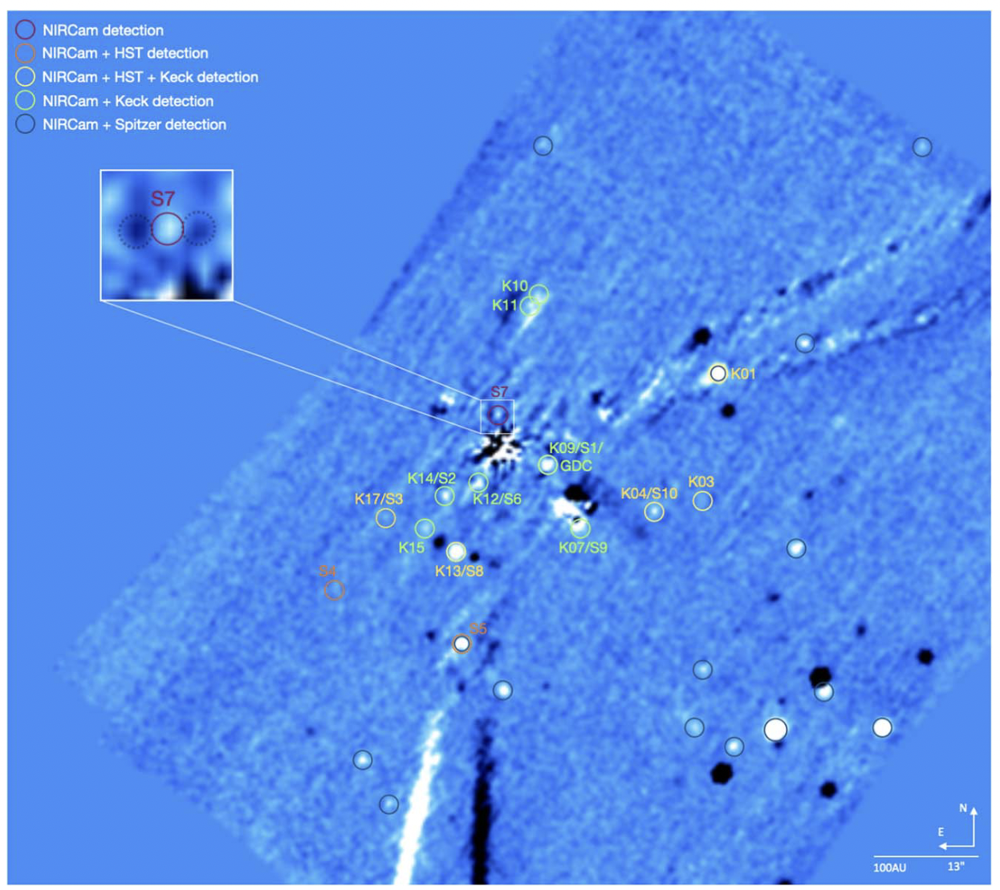 NIRCam detection
NIRCam + HST detection
NIRCam + HST + Keck detection
NIRCam + Keck detection
NIRCam + Spitzer detection
S7
K10
K11
K01
S7
K09/S1/
GDC
K14/S2
K12/S6
K17/S3
K04/S10
K03
K15
K07/S9
K13/S8
S4
S5
N
E
100AU
13"